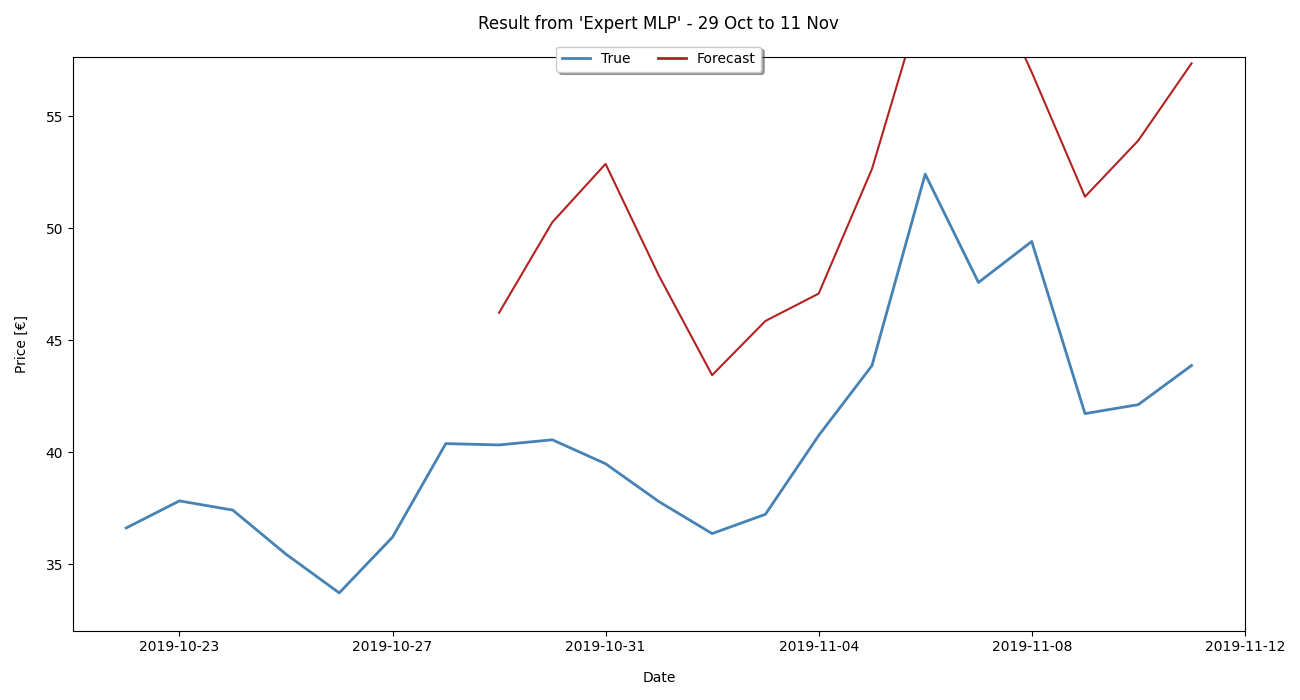 Result from 'Expert MLP' - 29 Oct to 11 Nov
True Forecast
55
50
45
40
35
Price [€]
2019-10-23 2019-10-27 2019-10-31 2019-11-04 2019-11-08 2019-11-12
Date